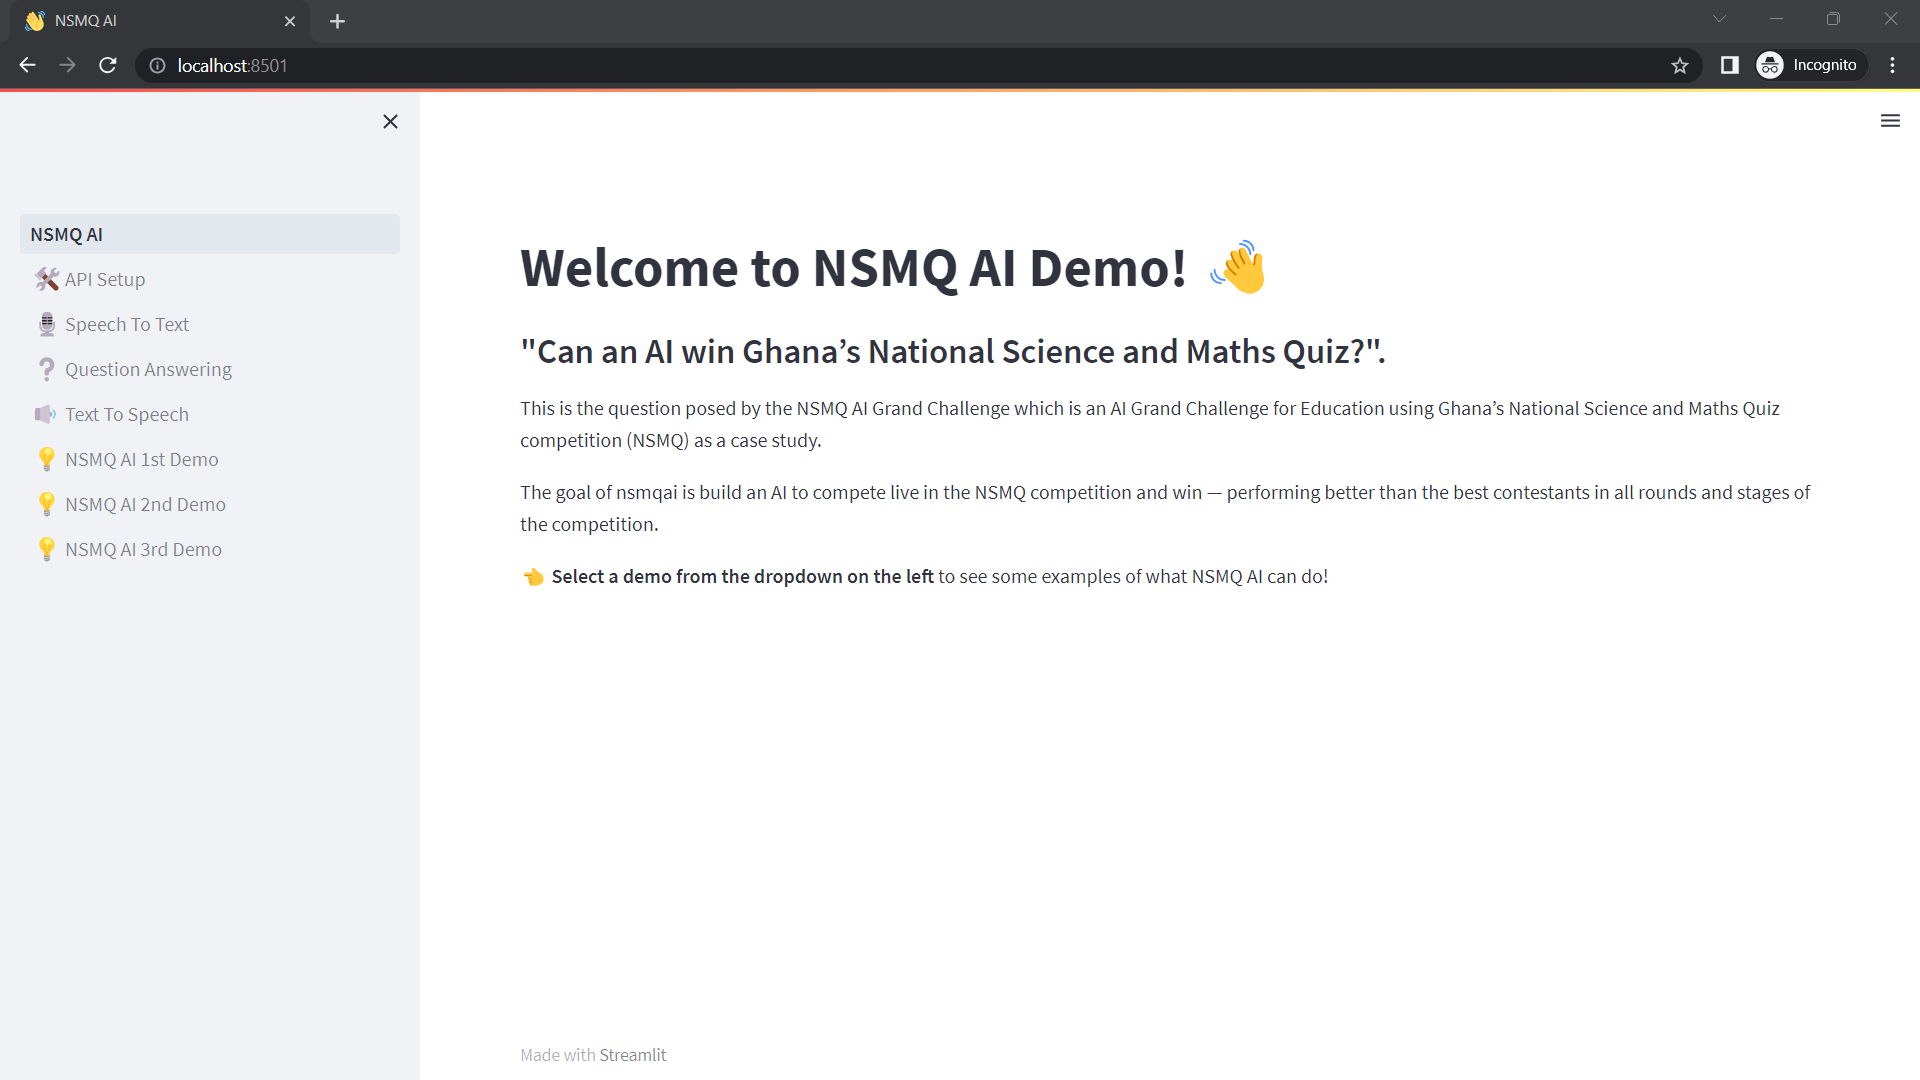 NSMQ AI
localhost:8501
Incognito
NSMQ AI
API Setup
Speech To Text
Question Answering
Text To Speech
NSMQ AI 1st Demo
NSMQ AI 2nd Demo
NSMQ AI 3rd Demo
Welcome to NSMQ AI Demo!
"Can an AI win Ghana’s National Science and Maths Quiz?".
This is the question posed by the NSMQ AI Grand Challenge which is an AI Grand Challenge for Education using Ghana’s National Science and Maths Quiz
competition (NSMQ) as a case study.
The goal of nsmqai is build an AI to compete live in the NSMQ competition and win — performing better than the best contestants in all rounds and stages of
the competition.
Select a demo from the dropdown on the left to see some examples of what NSMQ AI can do!
Made with Streamlit